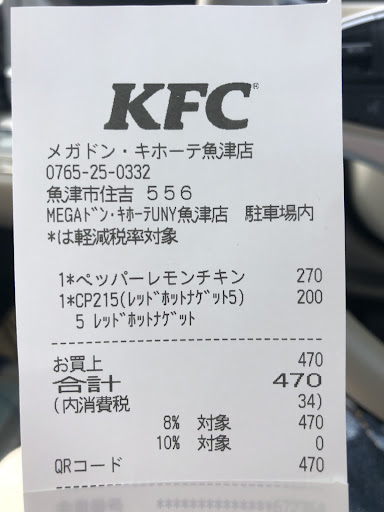 KFC®
メガドン・キホーテ魚津店
0765-25-0332
魚津市住吉 556
MEGAﾄﾞﾝ・ｷﾎｰﾃUNY魚津店 駐車場内
*は軽減税率対象
1*ペッパーレモンチキン 270
1*CP215(ﾚｯﾄﾞﾎｯﾄﾅｹﾞｯﾄ5) 200
5 ﾚｯﾄﾞﾎｯﾄﾅｹﾞｯﾄ
お買上 470
合計 470
(内消費税 34)
8% 対象 470
10% 対象 0
QRコード 470